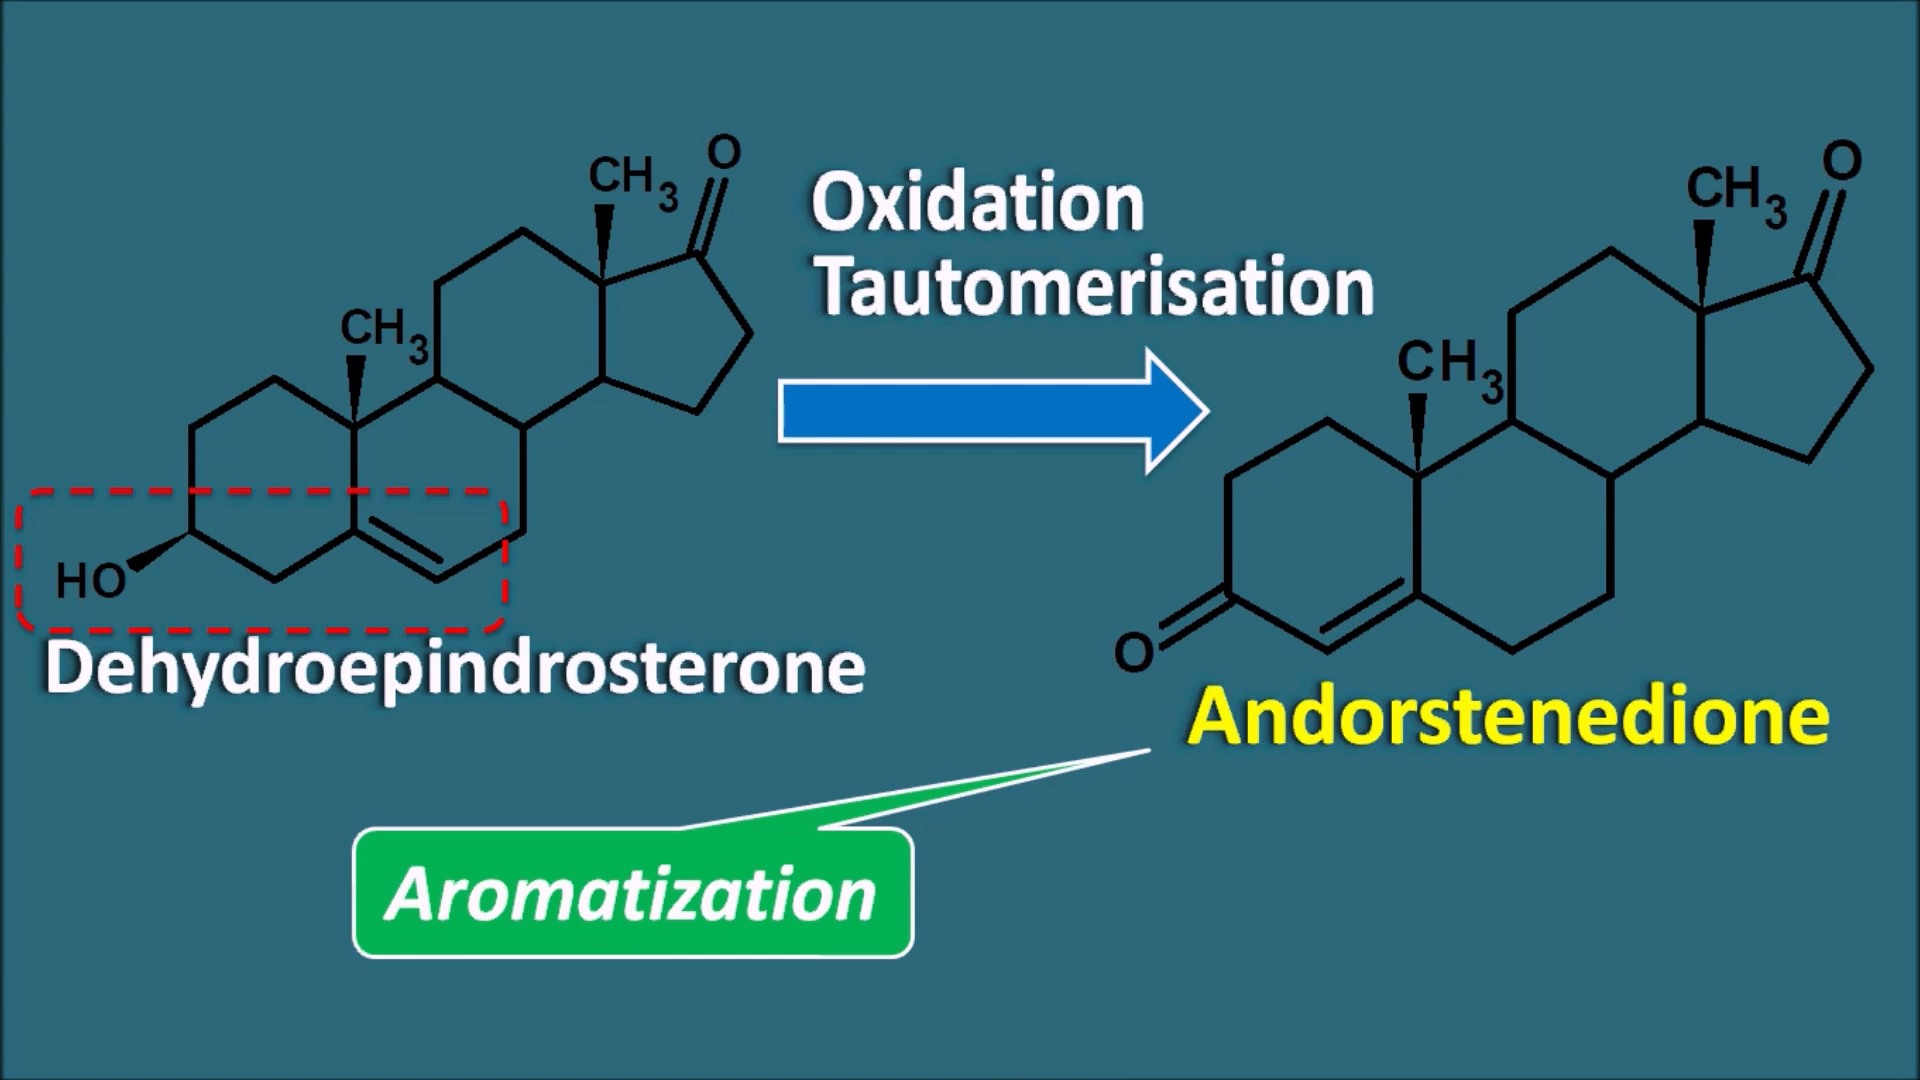 CH3
O
CH3
HO
Dehydroepindrosterone
Oxidation
Tautomerisation
CH3
O
CH3
O
Andorstenedione
Aromatization